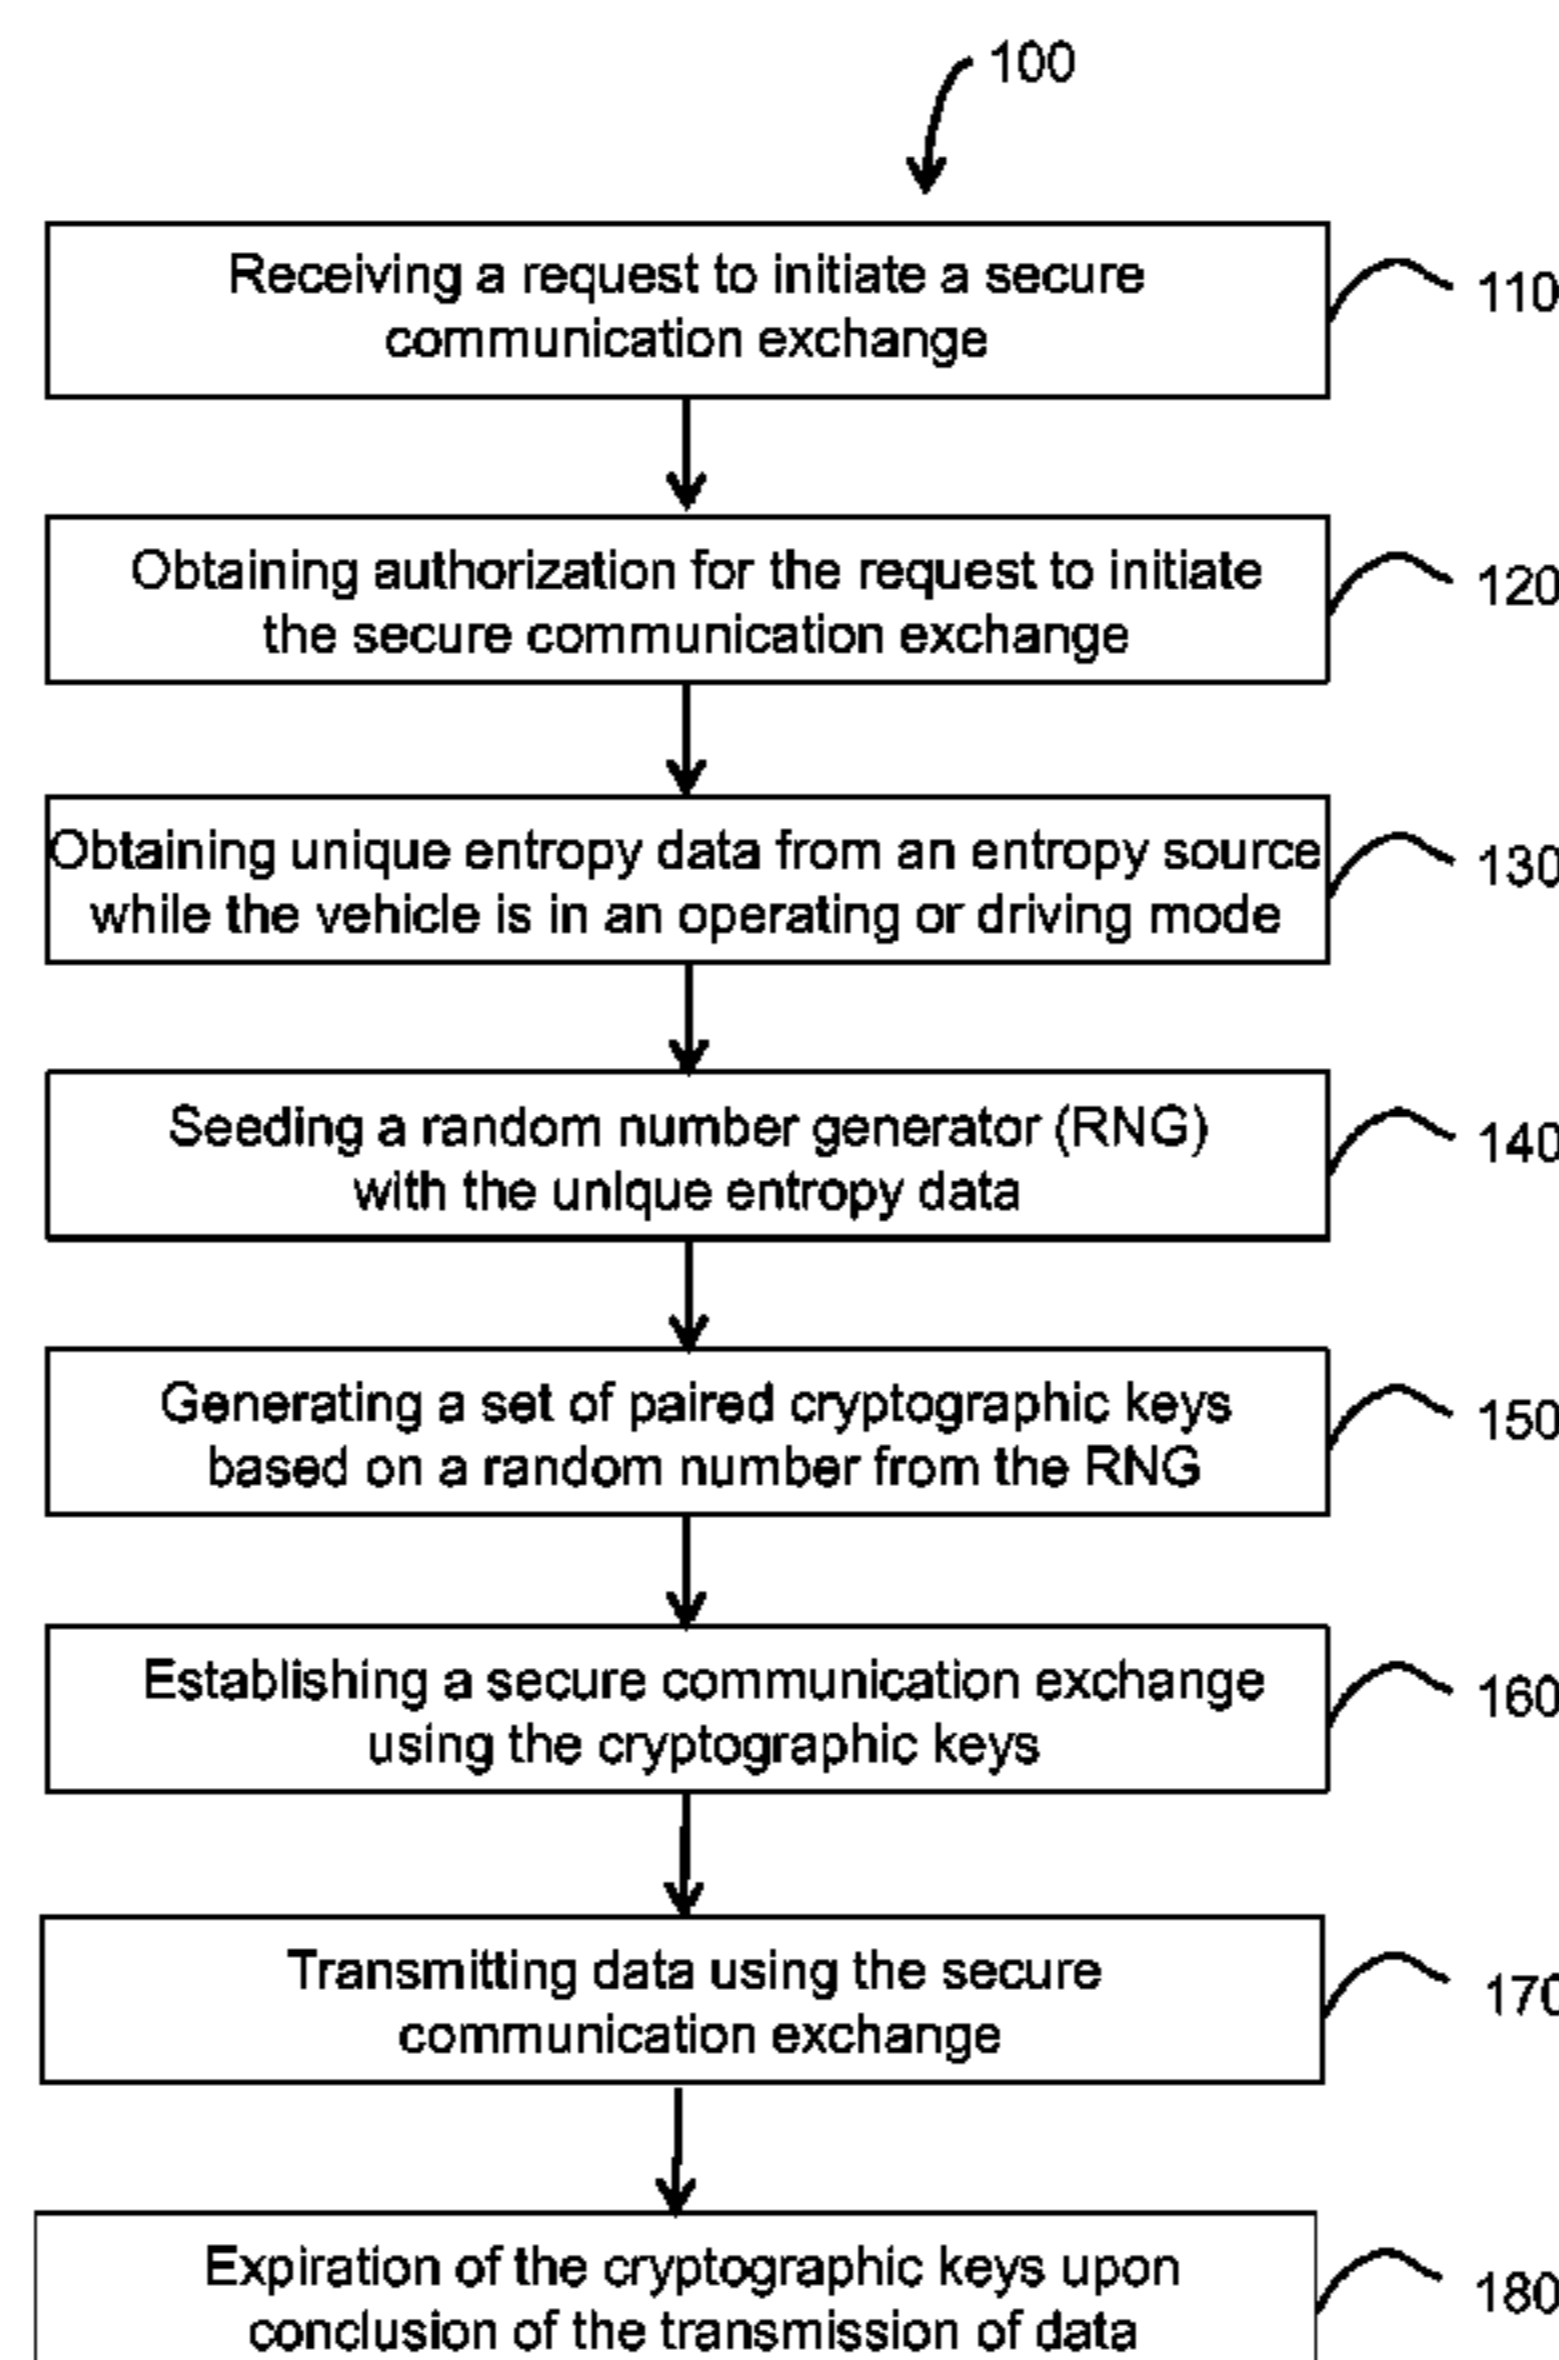 100
Receiving a request to initiate a secure
communication exchange
110
Obtaining authorization for the request to initiate
the secure communication exchange
120
Obtaining unique entropy data from an entropy source
while the vehicle is in an operating or driving mode
130
Seeding a random number generator (RNG)
with the unique entropy data
140
Generating a set of paired cryptographic keys
based on a random number from the RNG
150
Establishing a secure communication exchange
using the cryptographic keys
160
Transmitting data using the secure
communication exchange
170
Expiration of the cryptographic keys upon
conclusion of the transmission of data
180